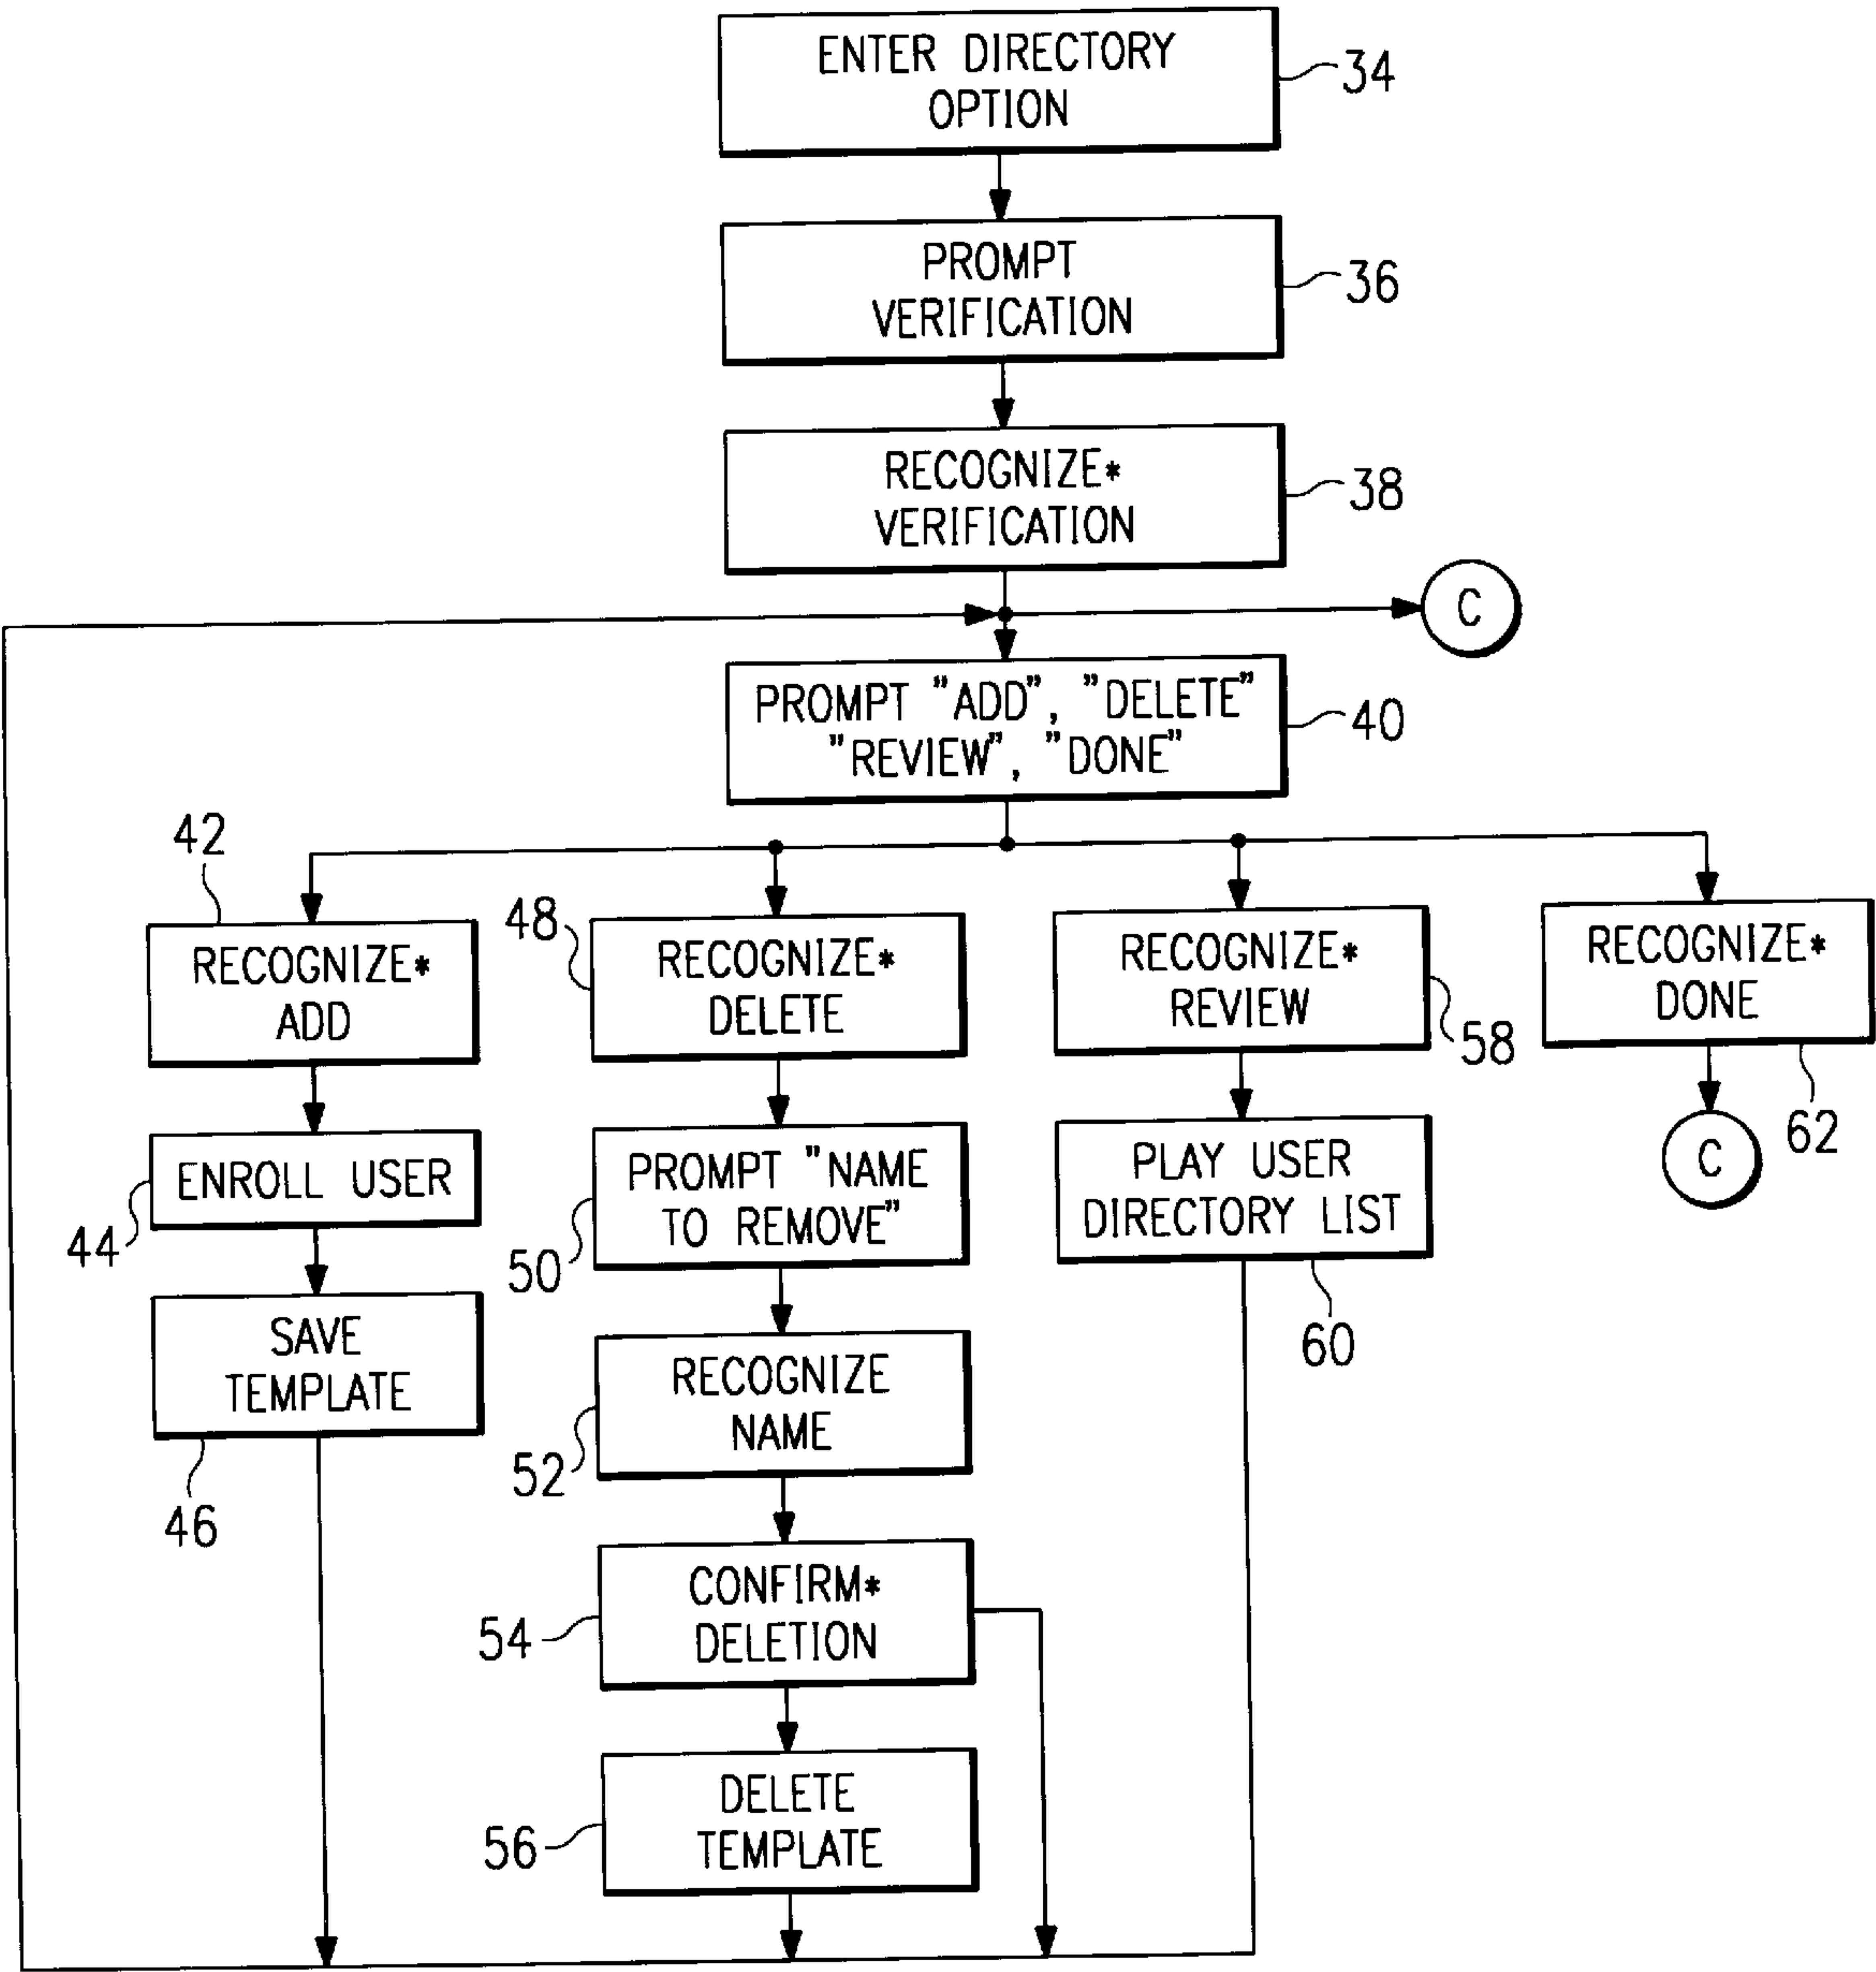 ENTER DIRECTORY
OPTION
34
PROMPT
VERIFICATION
36
RECOGNIZE*
VERIFICATION
38
C
PROMPT "ADD", "DELETE"
"REVIEW", "DONE"
40
42
RECOGNIZE*
ADD
48
RECOGNIZE*
DELETE
RECOGNIZE*
REVIEW
58
RECOGNIZE*
DONE
62
C
ENROLL USER
44
PROMPT "NAME
TO REMOVE"
50
PLAY USER
DIRECTORY LIST
60
SAVE
TEMPLATE
46
RECOGNIZE
NAME
52
CONFIRM*
DELETION
54
DELETE
TEMPLATE
56